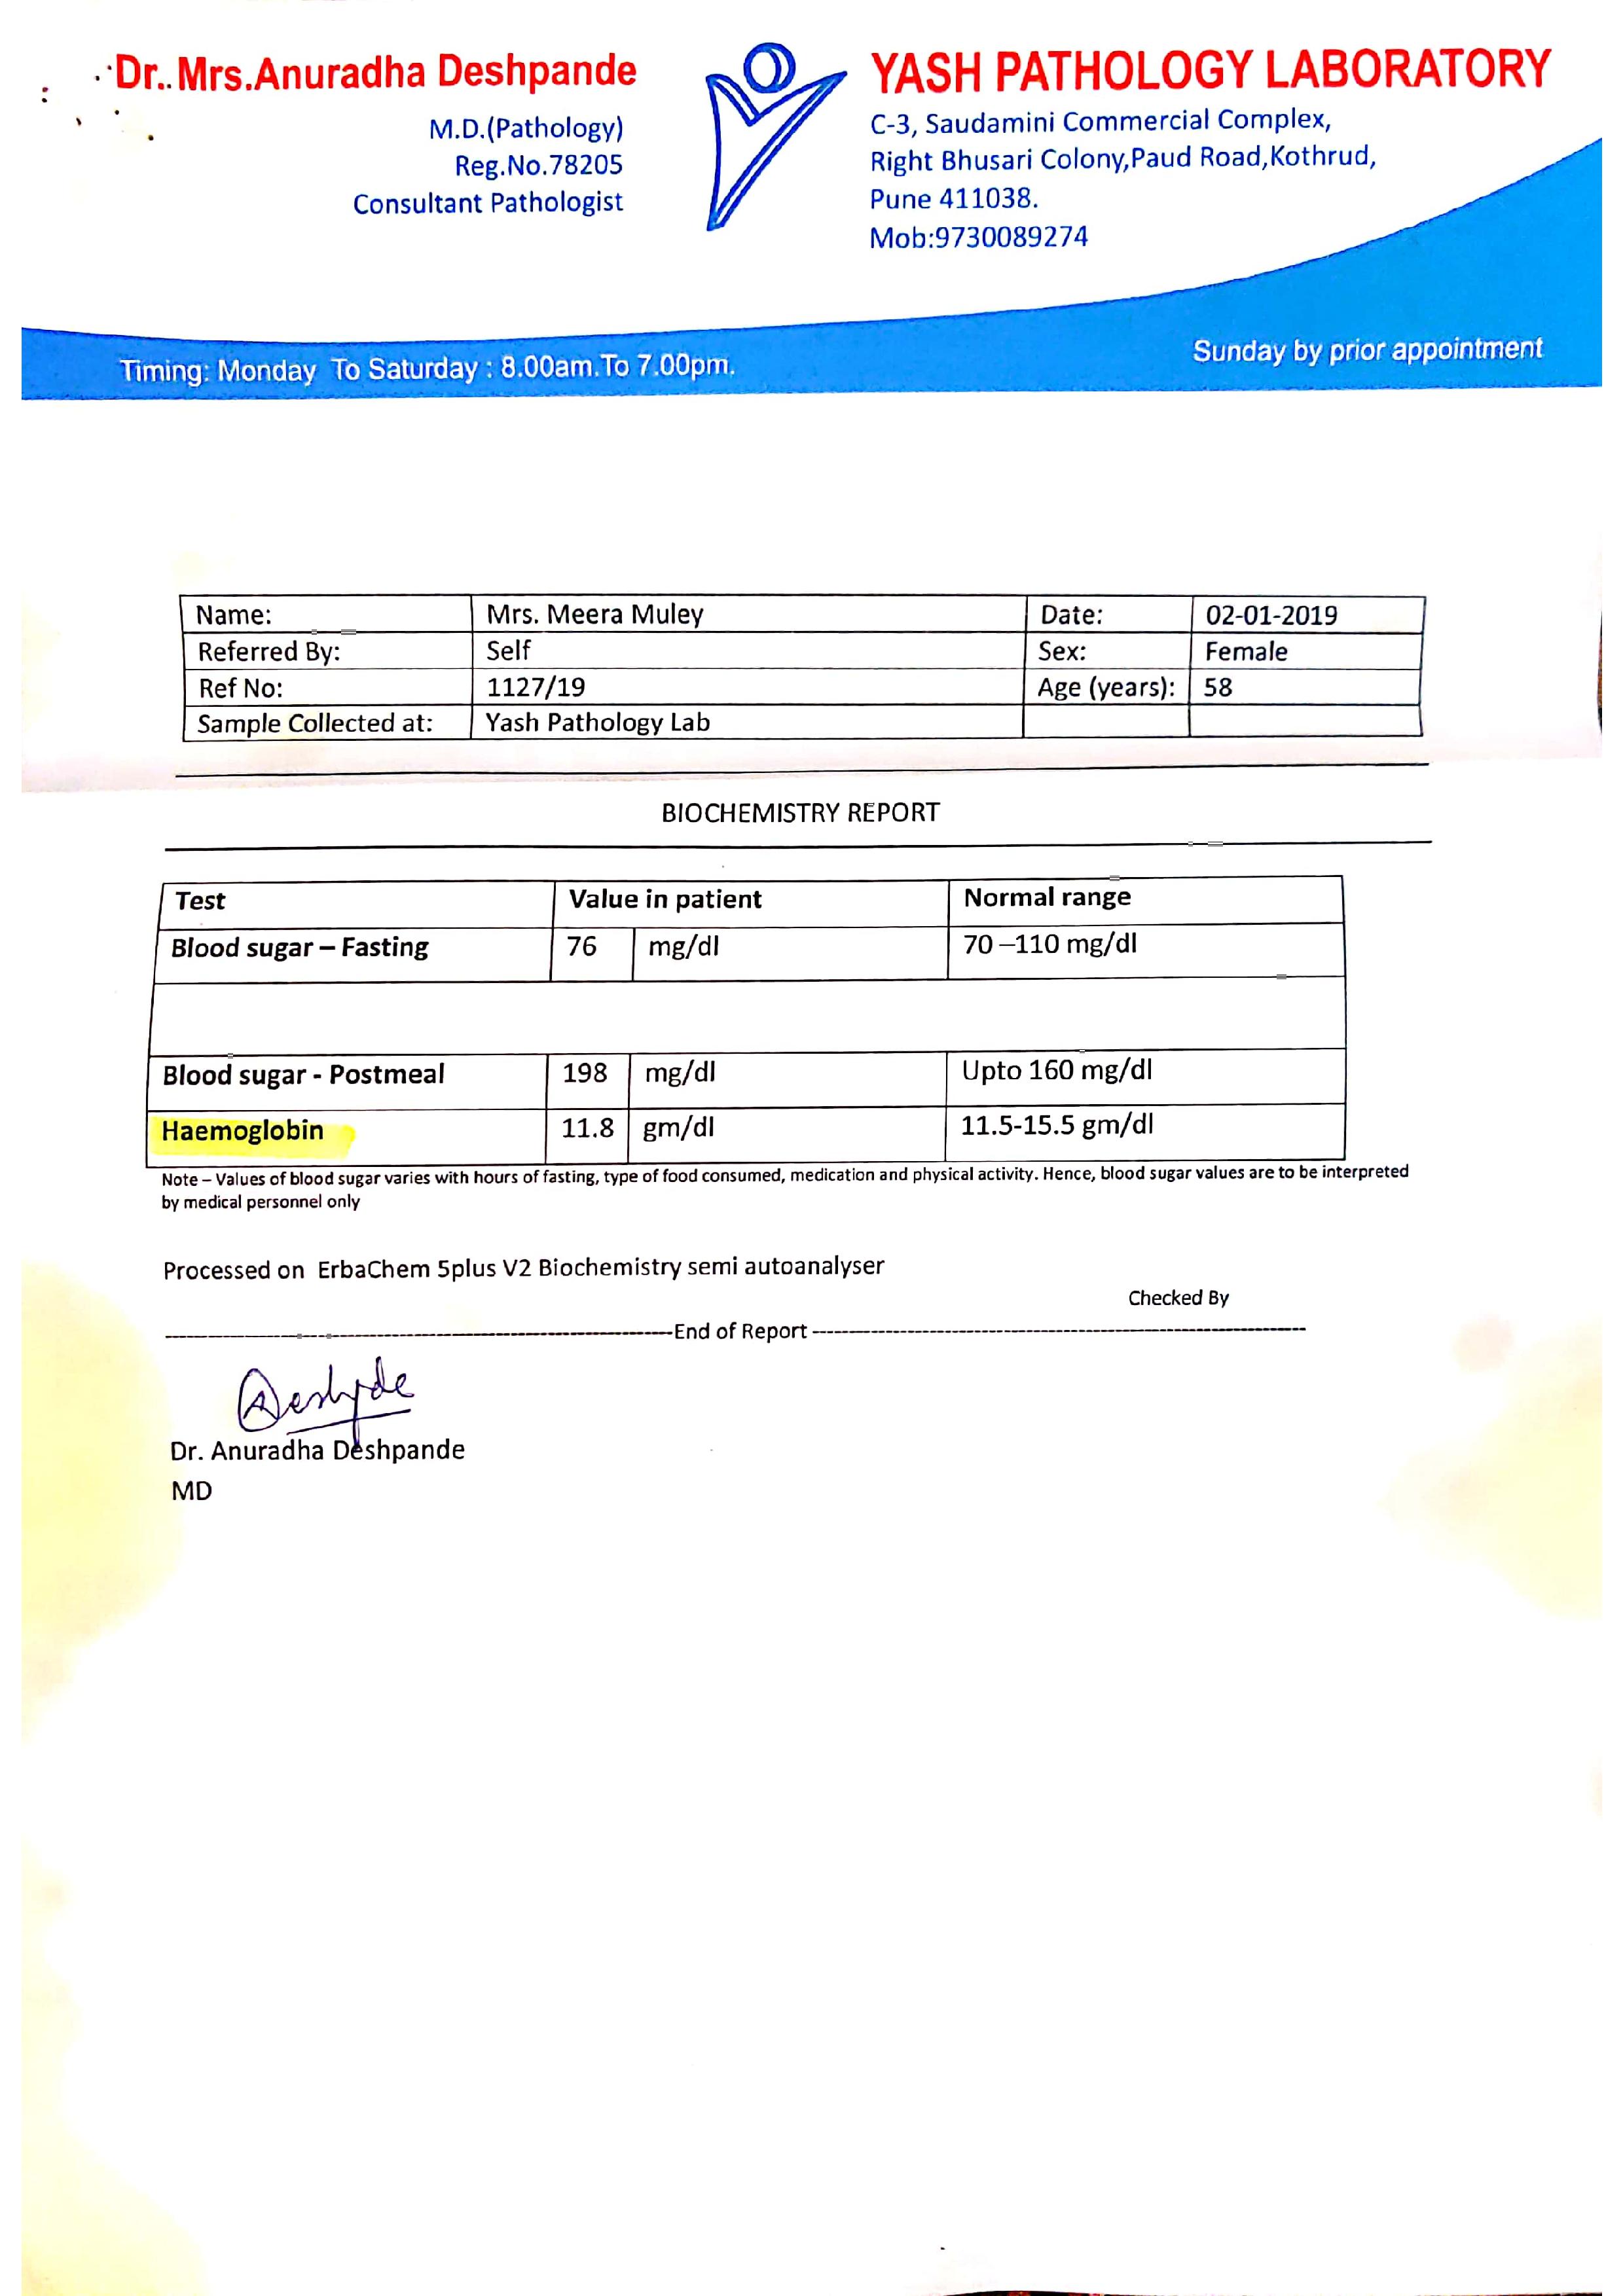 Dr..Mrs.Anuradha Deshpande
M.D.(Pathology)
Reg.No.78205
Consultant Pathologist
YASH PATHOLOGY LABORATORY
C-3, Saudamini Commercial Complex,
Right Bhusari Colony,Paud Road,Kothrud,
Pune 411038.
Mob:9730089274
Timing: Monday To Saturday : 8.00am.To 7.00pm.
Sunday by prior appointment
Name: Mrs. Meera Muley Date: 02-01-2019
Referred By: Self Sex: Female
Ref No: 1127/19 Age (years): 58
Sample Collected at: Yash Pathology Lab
BIOCHEMISTRY REPORT
Test Value in patient Normal range
Blood sugar – Fasting 76 mg/dl 70 –110 mg/dl
Blood sugar - Postmeal 198 mg/dl Upto 160 mg/dl
Haemoglobin 11.8 gm/dl 11.5-15.5 gm/dl
Note – Values of blood sugar varies with hours of fasting, type of food consumed, medication and physical activity. Hence, blood sugar values are to be interpreted
by medical personnel only
Processed on ErbaChem 5plus V2 Biochemistry semi autoanalyser
Checked By
End of Report
Dr. Anuradha Deshpande
MD